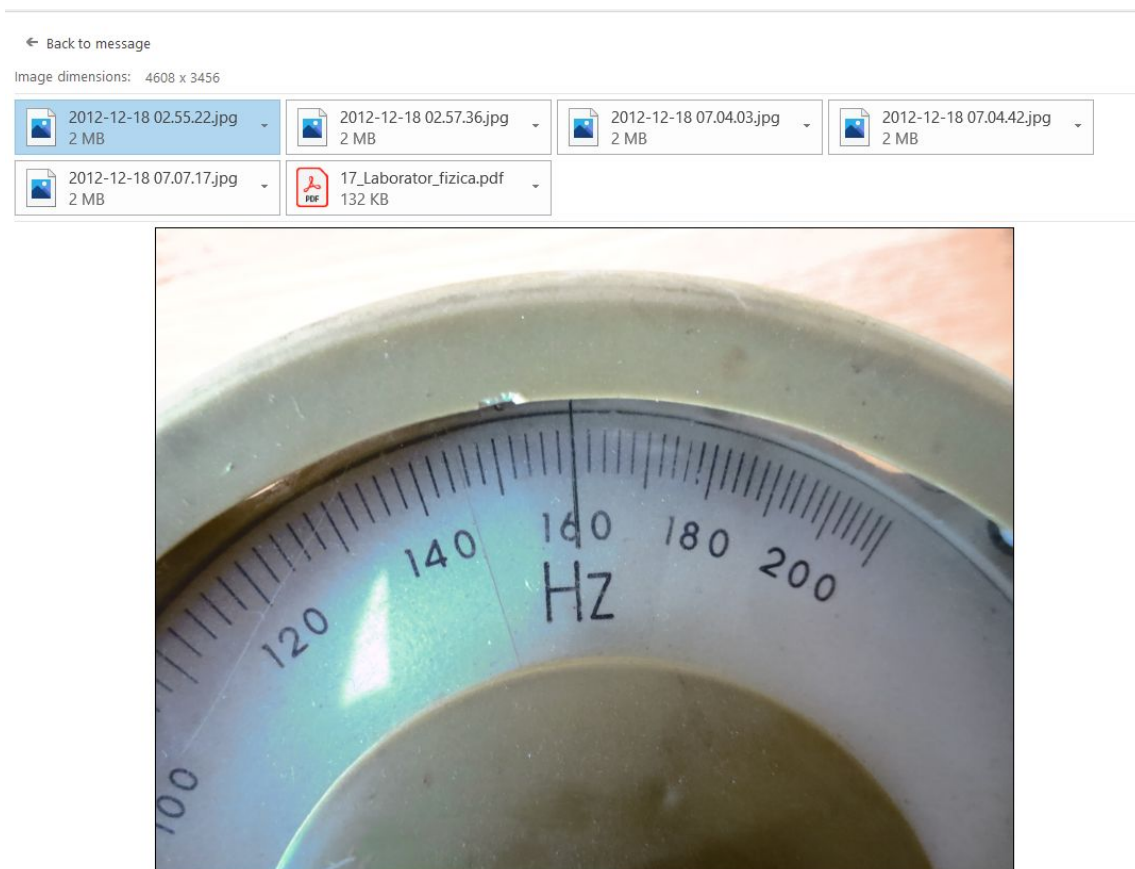 Back to message
Image dimensions: 4608 x 3456
2012-12-18 02.55.22.jpg
2 MB
2012-12-18 02.57.36.jpg
2 MB
2012-12-18 07.04.03.jpg
2 MB
2012-12-18 07.04.42.jpg
2 MB
2012-12-18 07.07.17.jpg
2 MB
PDF
17_Laborator_fizica.pdf
132 KB
100 120 140 160 180 200
Hz